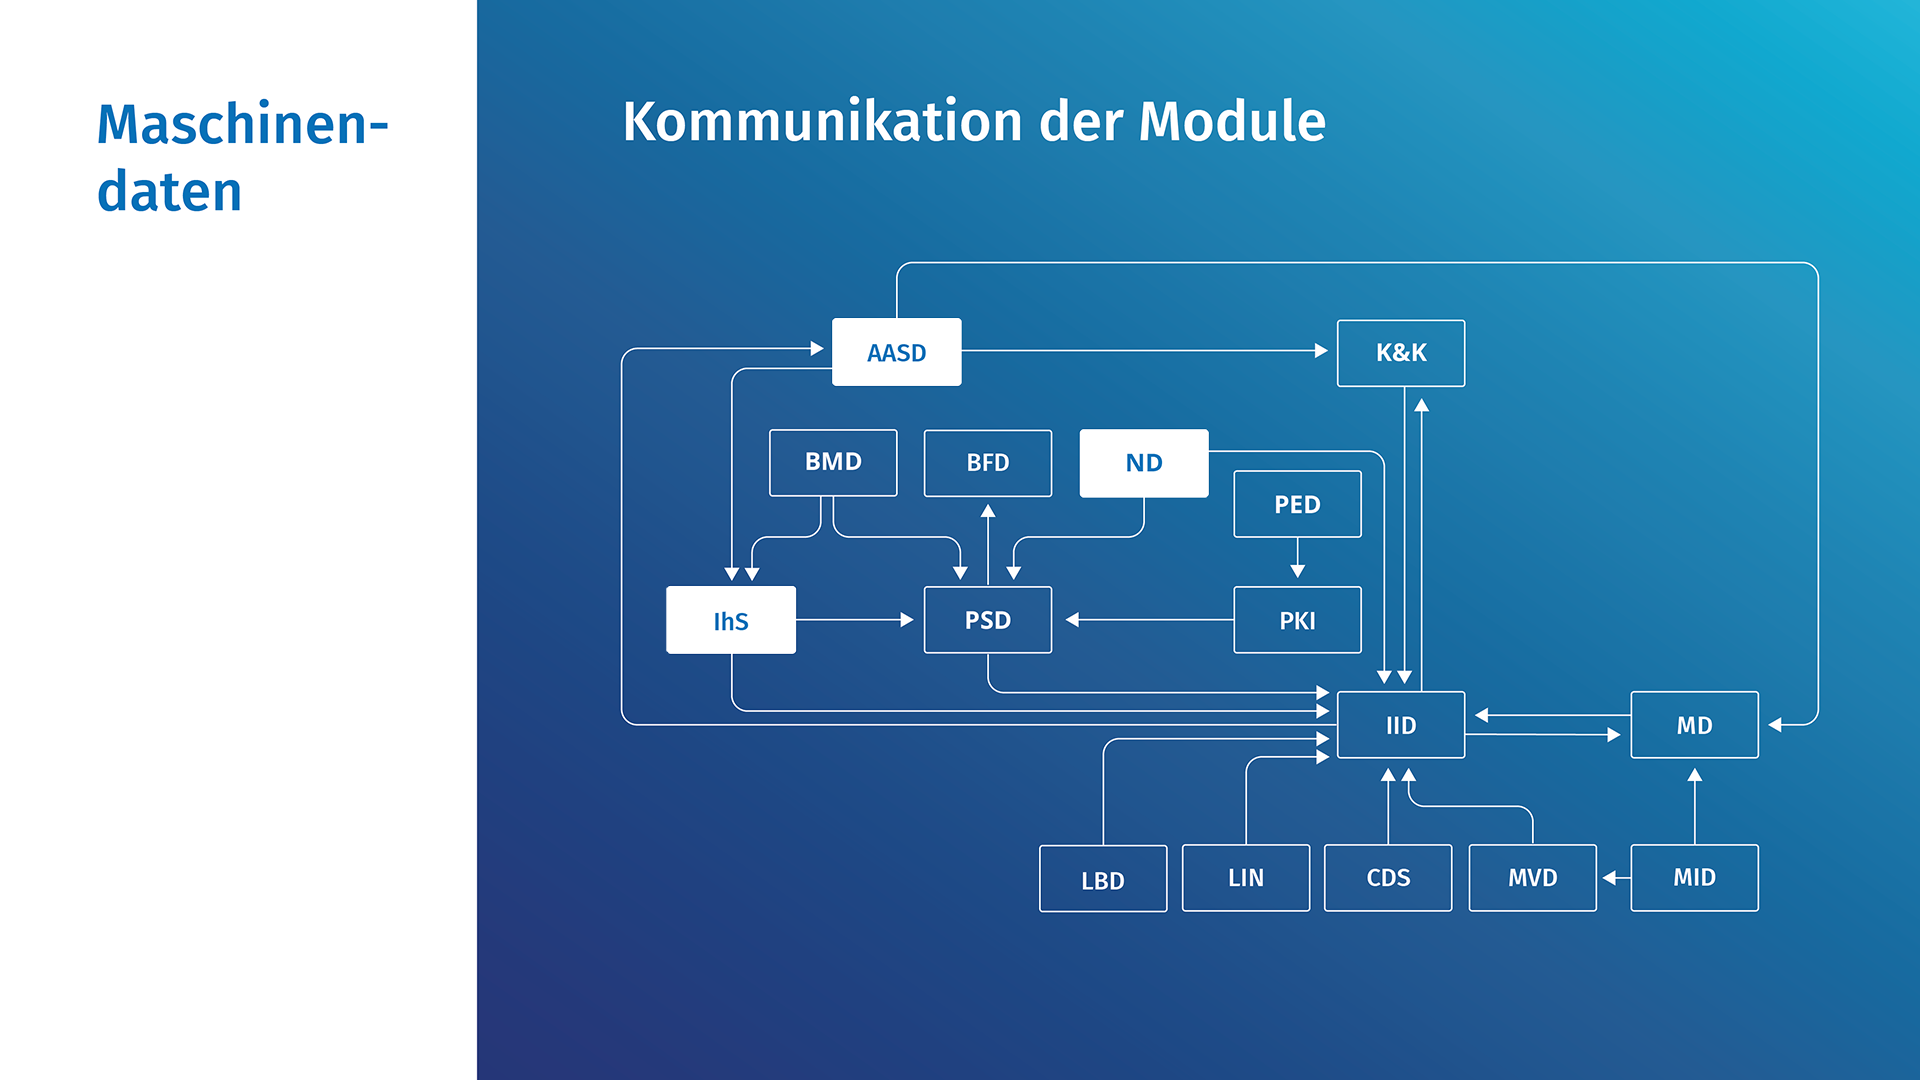 Maschinen-
daten
Kommunikation der Module
AASD
K&K
BMD
BFD
ND
PED
IhS
PSD
PKI
IID
MD
LBD
LIN
CDS
MVD
MID